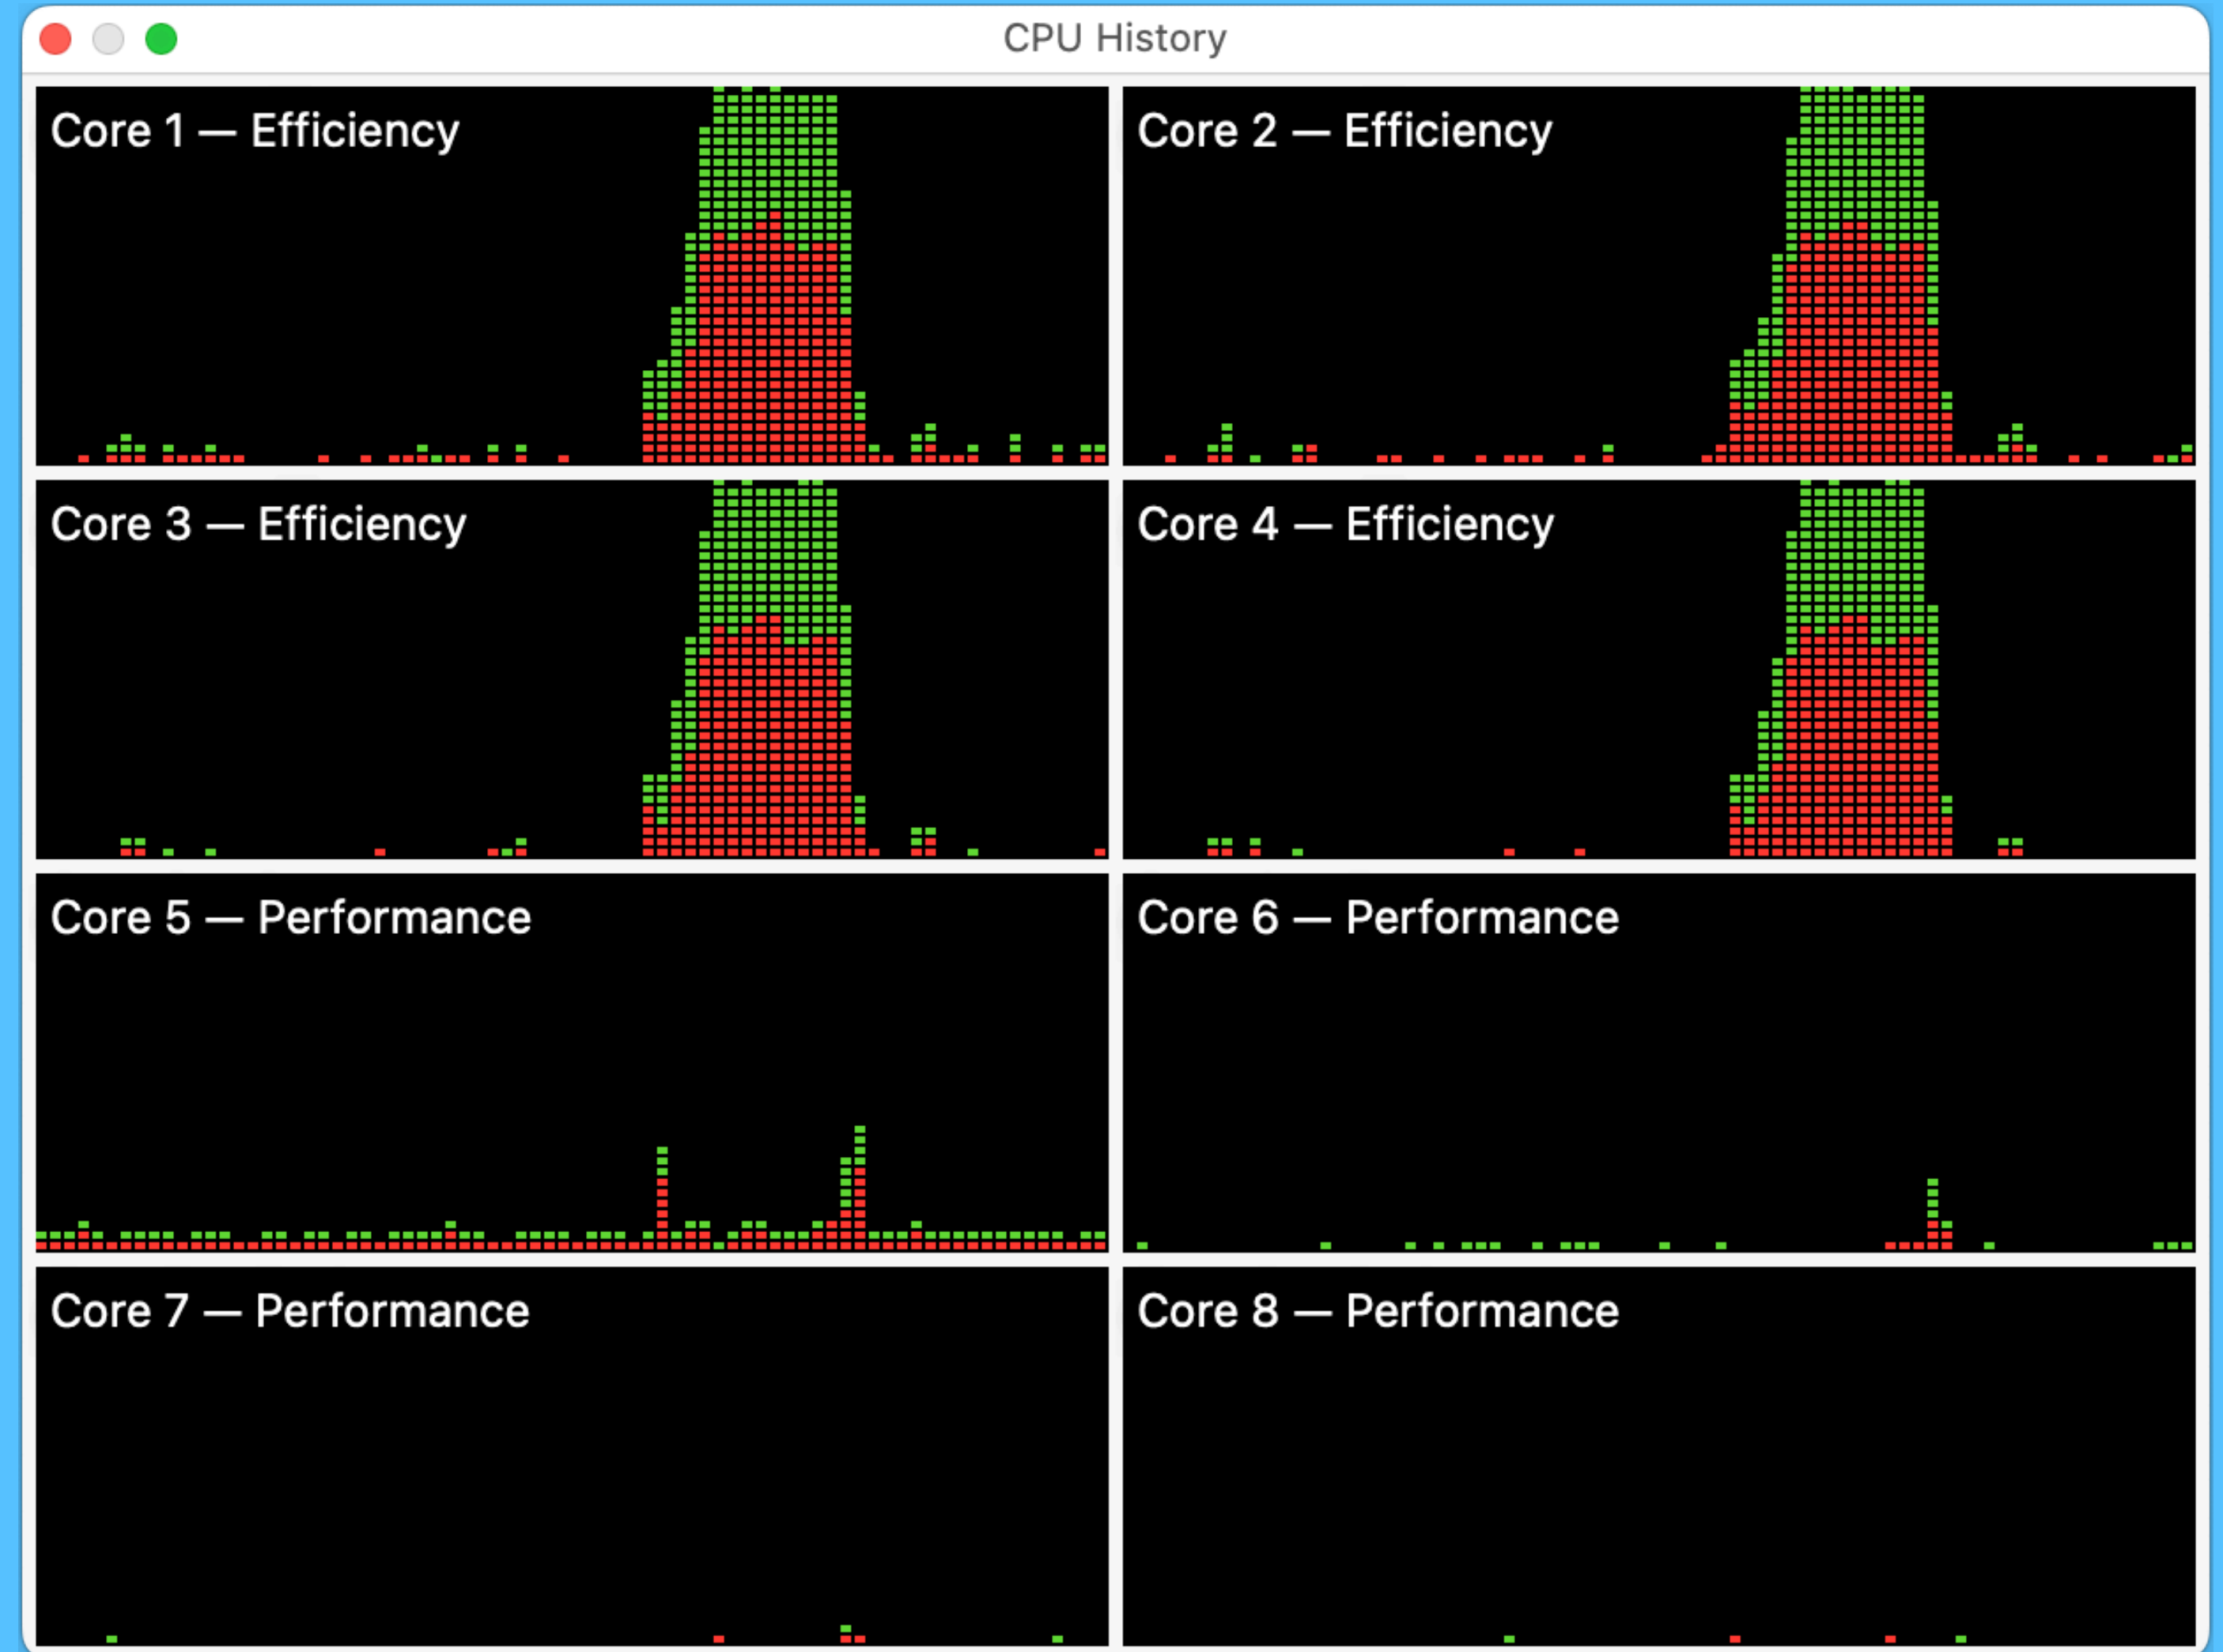 CPU History
Core 1 — Efficiency
Core 2 — Efficiency
Core 3 — Efficiency
Core 4 — Efficiency
Core 5 — Performance
Core 6 — Performance
Core 7 — Performance
Core 8 — Performance